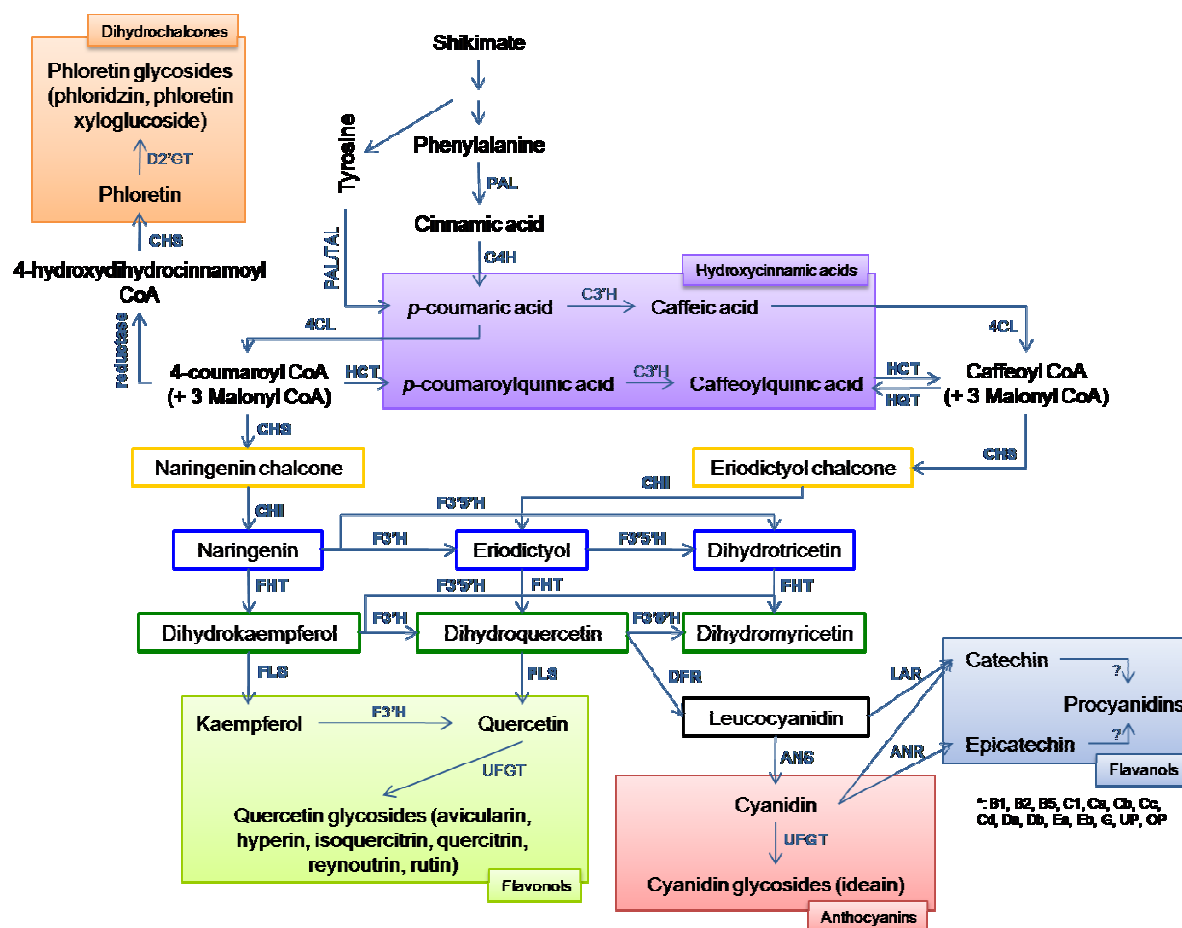 Dihydrochalcones
Phloretin glycosides
(phloridzin, phloretin
xyloglucoside)
D2'GT
Phloretin
CHS
4-hydroxydihydrocinnamoyl
CoA
reductase
Shikimate
Tyrosine
Phenylalanine
PAL
Cinnamic acid
PAL/TAL
C4H
Hydroxycinnamic acids
p-coumaric acid
C3'H
Caffeic acid
4CL
4CL
4-coumaroyl CoA
(+ 3 Malonyl CoA)
HCT
p-coumaroylquinic acid
C3'H
Caffeoylquinic acid
HCT
HQT
Caffeoyl CoA
(+ 3 Malonyl CoA)
CHS
CHS
Naringenin chalcone
Eriodictyol chalcone
CHI
CHI
F3'5'H
Naringenin
F3'H
Eriodictyol
F3'5'H
Dihydrotricetin
FHT
FHT
FHT
F3'5'H
Dihydrokaempferol
F3'H
Dihydroquercetin
F3'5'H
Dihydromyricetin
FLS
FLS
DFR
LAR
Catechin
?
Procyanidins
Epicatechin
?
Flavanols
Kaempferol
F3'H
Quercetin
Leucocyanidin
UFGT
ANS
ANR
Quercetin glycosides (avicularin,
hyperin, isoquercitrin, quercitrin,
reynoutrin, rutin)
Flavonols
Cyanidin
UFGT
Cyanidin glycosides (ideain)
Anthocyanins
*: B1, B2, B5, C1, Ca, Cb, Cc,
Cd, Da, Db, Ea, Eb, G, UP, OP